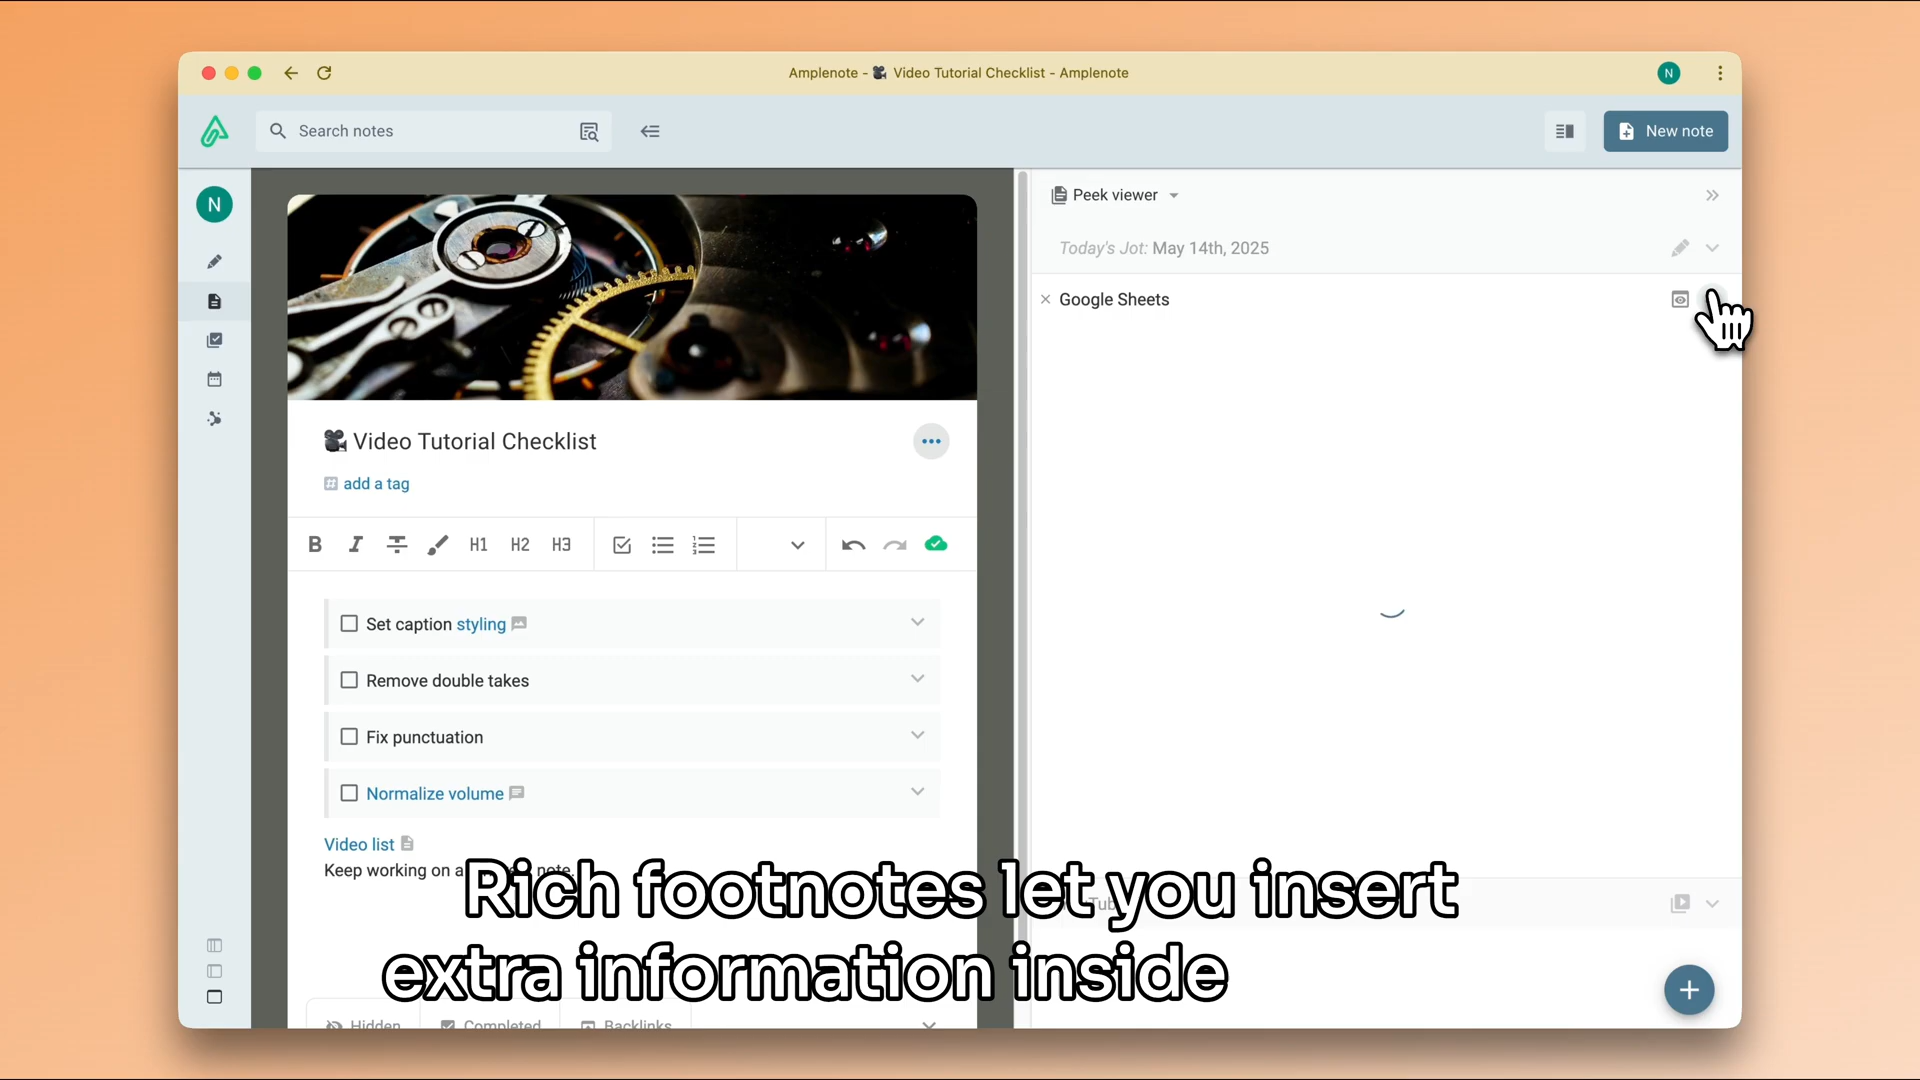 Amplenote - 🎥 Video Tutorial Checklist - Amplenote
N
Search notes
New note
N
Peek viewer
Today's Jot: May 14th, 2025
Google Sheets
🎥 Video Tutorial Checklist
add a tag
B I H1 H2 H3
Set caption styling
Remove double takes
Fix punctuation
Normalize volume
Video list
Keep working on a note.
Rich footnotes let you insert
extra information inside
Hidden Completed Backlinks